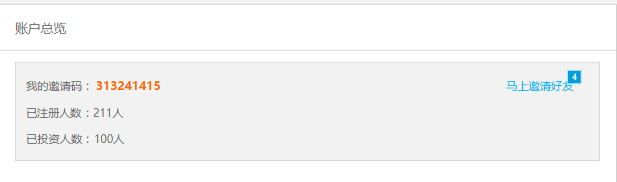 账户总览
我的邀请码：313241415 马上邀请好友 4
已注册人数：211人
已投资人数：100人